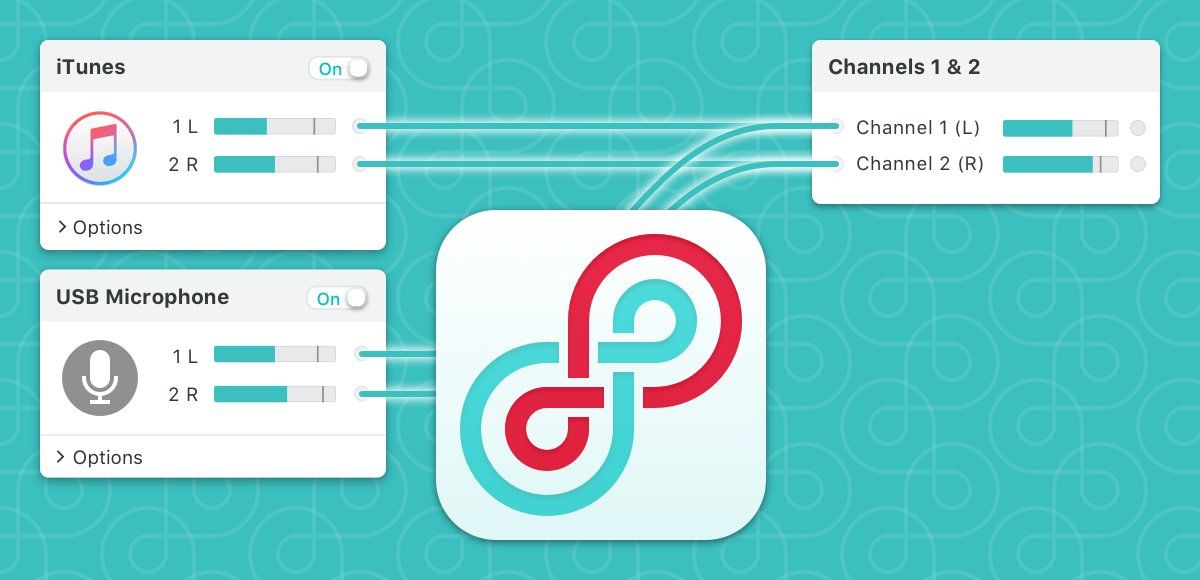 iTunes
On
1 L
2 R
> Options
USB Microphone
On
1 L
2 R
> Options
Channels 1 & 2
Channel 1 (L)
Channel 2 (R)